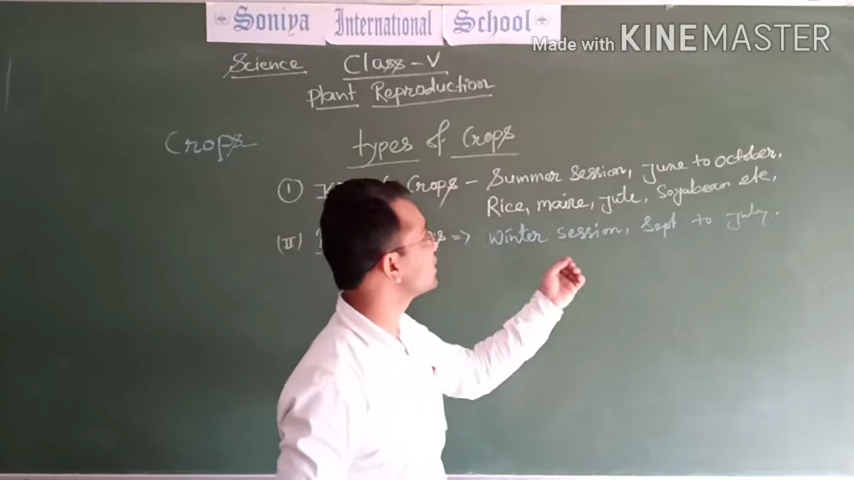 Soniya International School
Made with KINEMASTER
Science Class-V
Plant Reproduction
Crops types of Crops
(I) Crops - Summer session, June to october,
Rice, maize, jute, Soyabean etc,
(II) => Winter session, Sept to July.